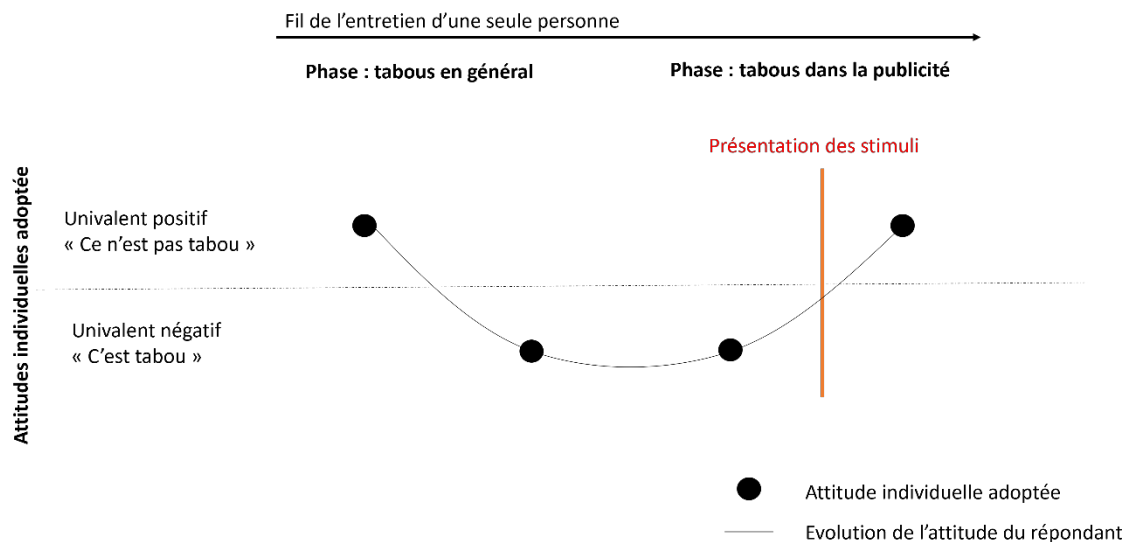 Fil de l’entretien d’une seule personne
Phase : tabous en général
Phase : tabous dans la publicité
Présentation des stimuli
Attitudes individuelles adoptée
Univalent positif
« Ce n’est pas tabou »
Univalent négatif
« C’est tabou »
Attitude individuelle adoptée
Evolution de l’attitude du répondant